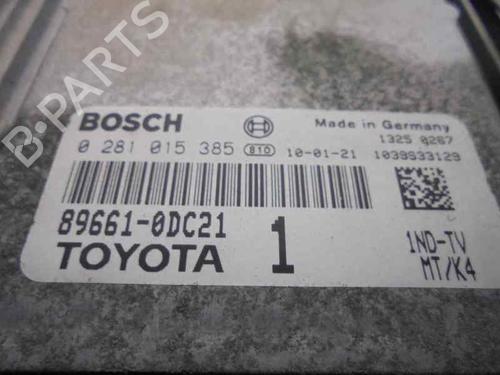 B-PARTS
BOSCH Made in Germany
1325 0267
0 281 015 385 810 10-01-21 1039S33129
89661-0DC21
TOYOTA 1
1ND-TV
MT/K4